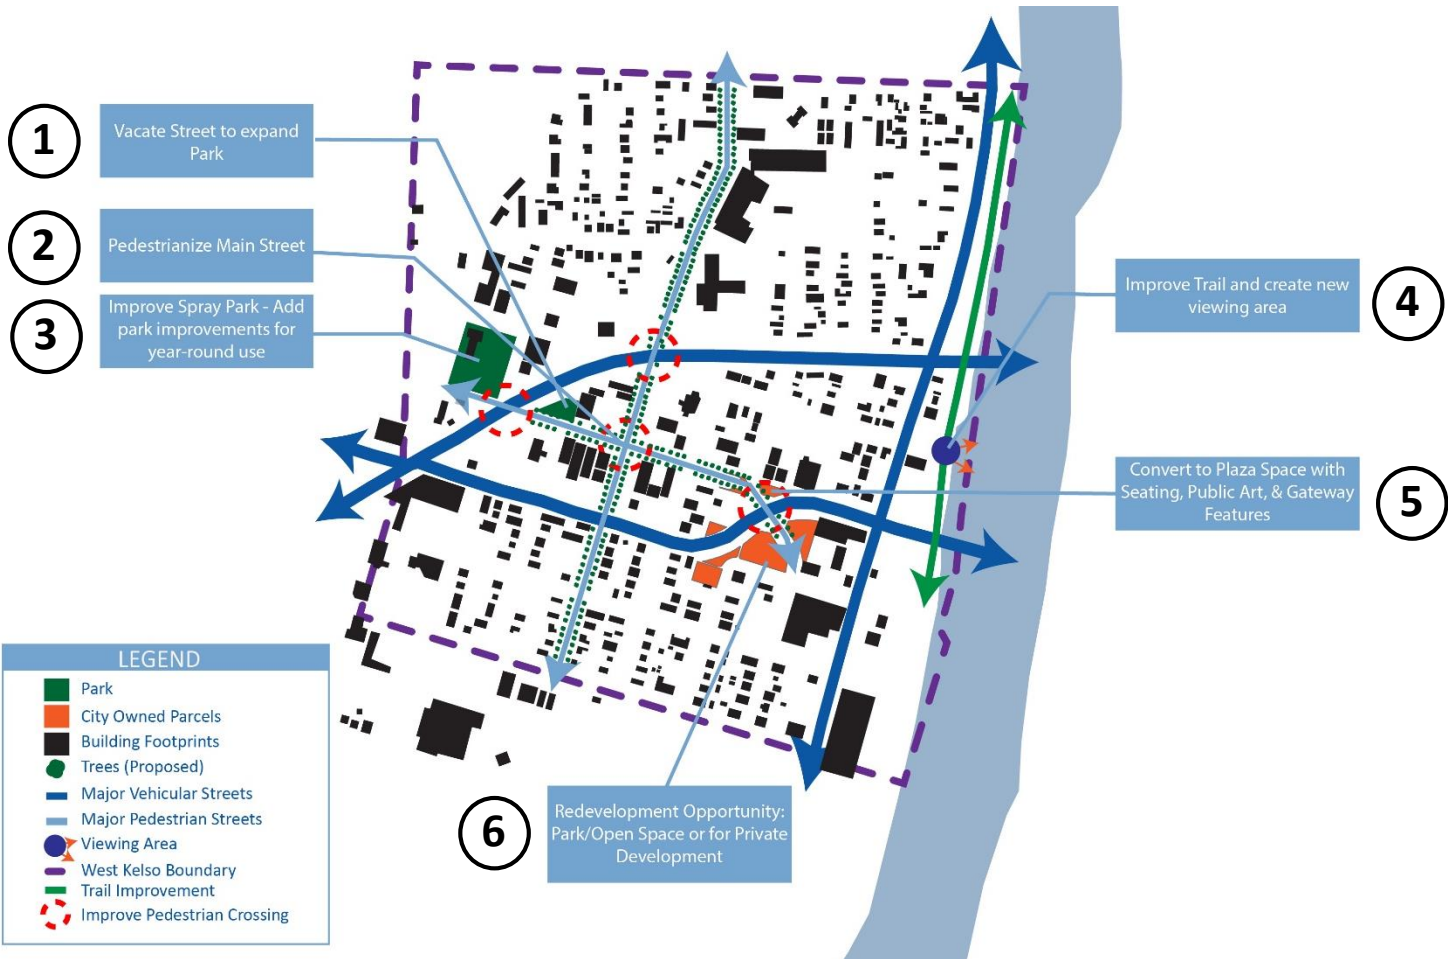 1
Vacate Street to expand
Park
2
Pedestrianize Main Street
3
Improve Spray Park - Add
park improvements for
year-round use
Improve Trail and create new
viewing area
4
Convert to Plaza Space with
Seating, Public Art, & Gateway
Features
5
6
Redevelopment Opportunity:
Park/Open Space or for Private
Development
LEGEND
Park
City Owned Parcels
Building Footprints
Trees (Proposed)
Major Vehicular Streets
Major Pedestrian Streets
Viewing Area
West Kelso Boundary
Trail Improvement
Improve Pedestrian Crossing